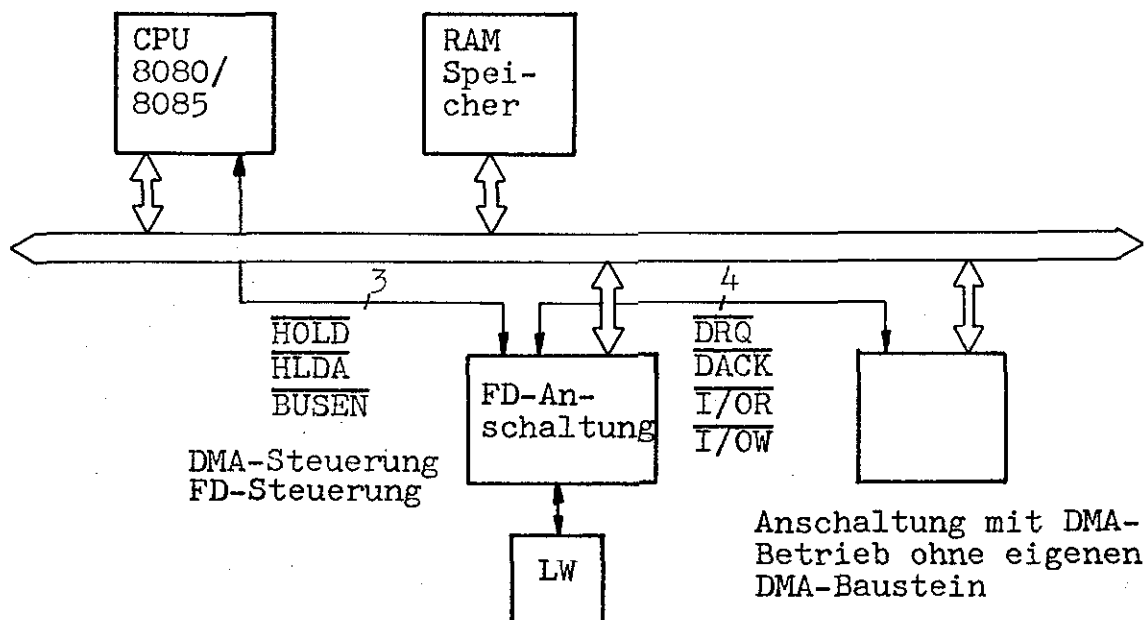 CPU
8080/
8085
RAM
Spei-
cher
3
HOLD
HLDA
BUSEN
4
DRQ
DACK
I/OR
I/OW
FD-An-
schaltung
DMA-Steuerung
FD-Steuerung
LW
Anschaltung mit DMA-
Betrieb ohne eigenen
DMA-Baustein